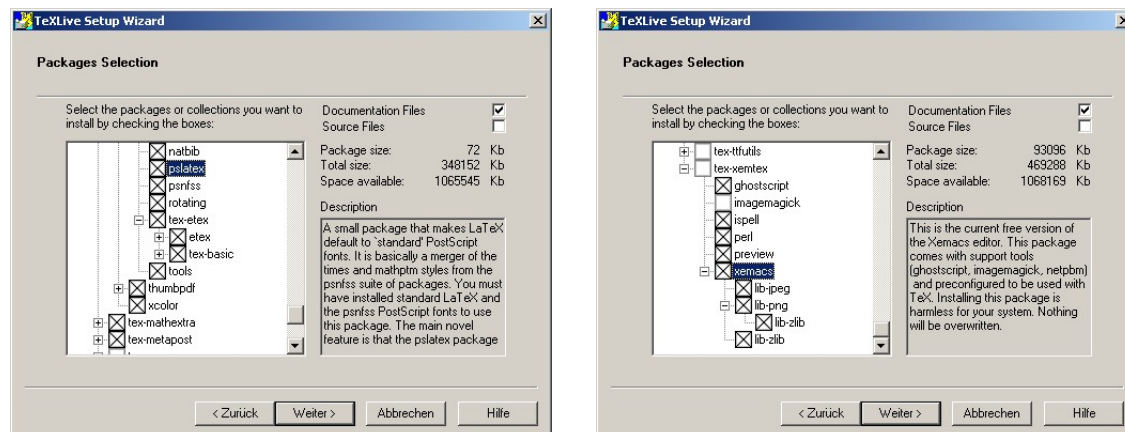 TeXLive Setup Wizard
Packages Selection
Select the packages or collections you want to
install by checking the boxes:
Documentation Files
Source Files
Package size: 72 Kb
Total size: 348152 Kb
Space available: 1065545 Kb
natbib
pslatex
psnfss
rotating
tex-etex
etex
tex-basic
tools
thumbpdf
xcolor
tex-mathextra
tex-metapost
Description
A small package that makes LaTeX
default to `standard' PostScript
fonts. It is basically a merger of the
times and mathptm styles from the
psnfss suite of packages. You must
have installed standard LaTeX and
the psnfss PostScript fonts to use
this package. The main novel
feature is that the pslatex package
< Zurück
Weiter >
Abbrechen
Hilfe
TeXLive Setup Wizard
Packages Selection
Select the packages or collections you want to
install by checking the boxes:
Documentation Files
Source Files
Package size: 93096 Kb
Total size: 469288 Kb
Space available: 1068169 Kb
tex-ttfutils
tex-xemtex
ghostscript
imagemagick
ispell
perl
preview
xemacs
lib-jpeg
lib-png
lib-zlib
lib-zlib
Description
This is the current free version of
the Xemacs editor. This package
comes with support tools
(ghostscript, imagemagick, netpbm)
and preconfigured to be used with
TeX. Installing this package is
harmless for your system. Nothing
will be overwritten.
< Zurück
Weiter >
Abbrechen
Hilfe